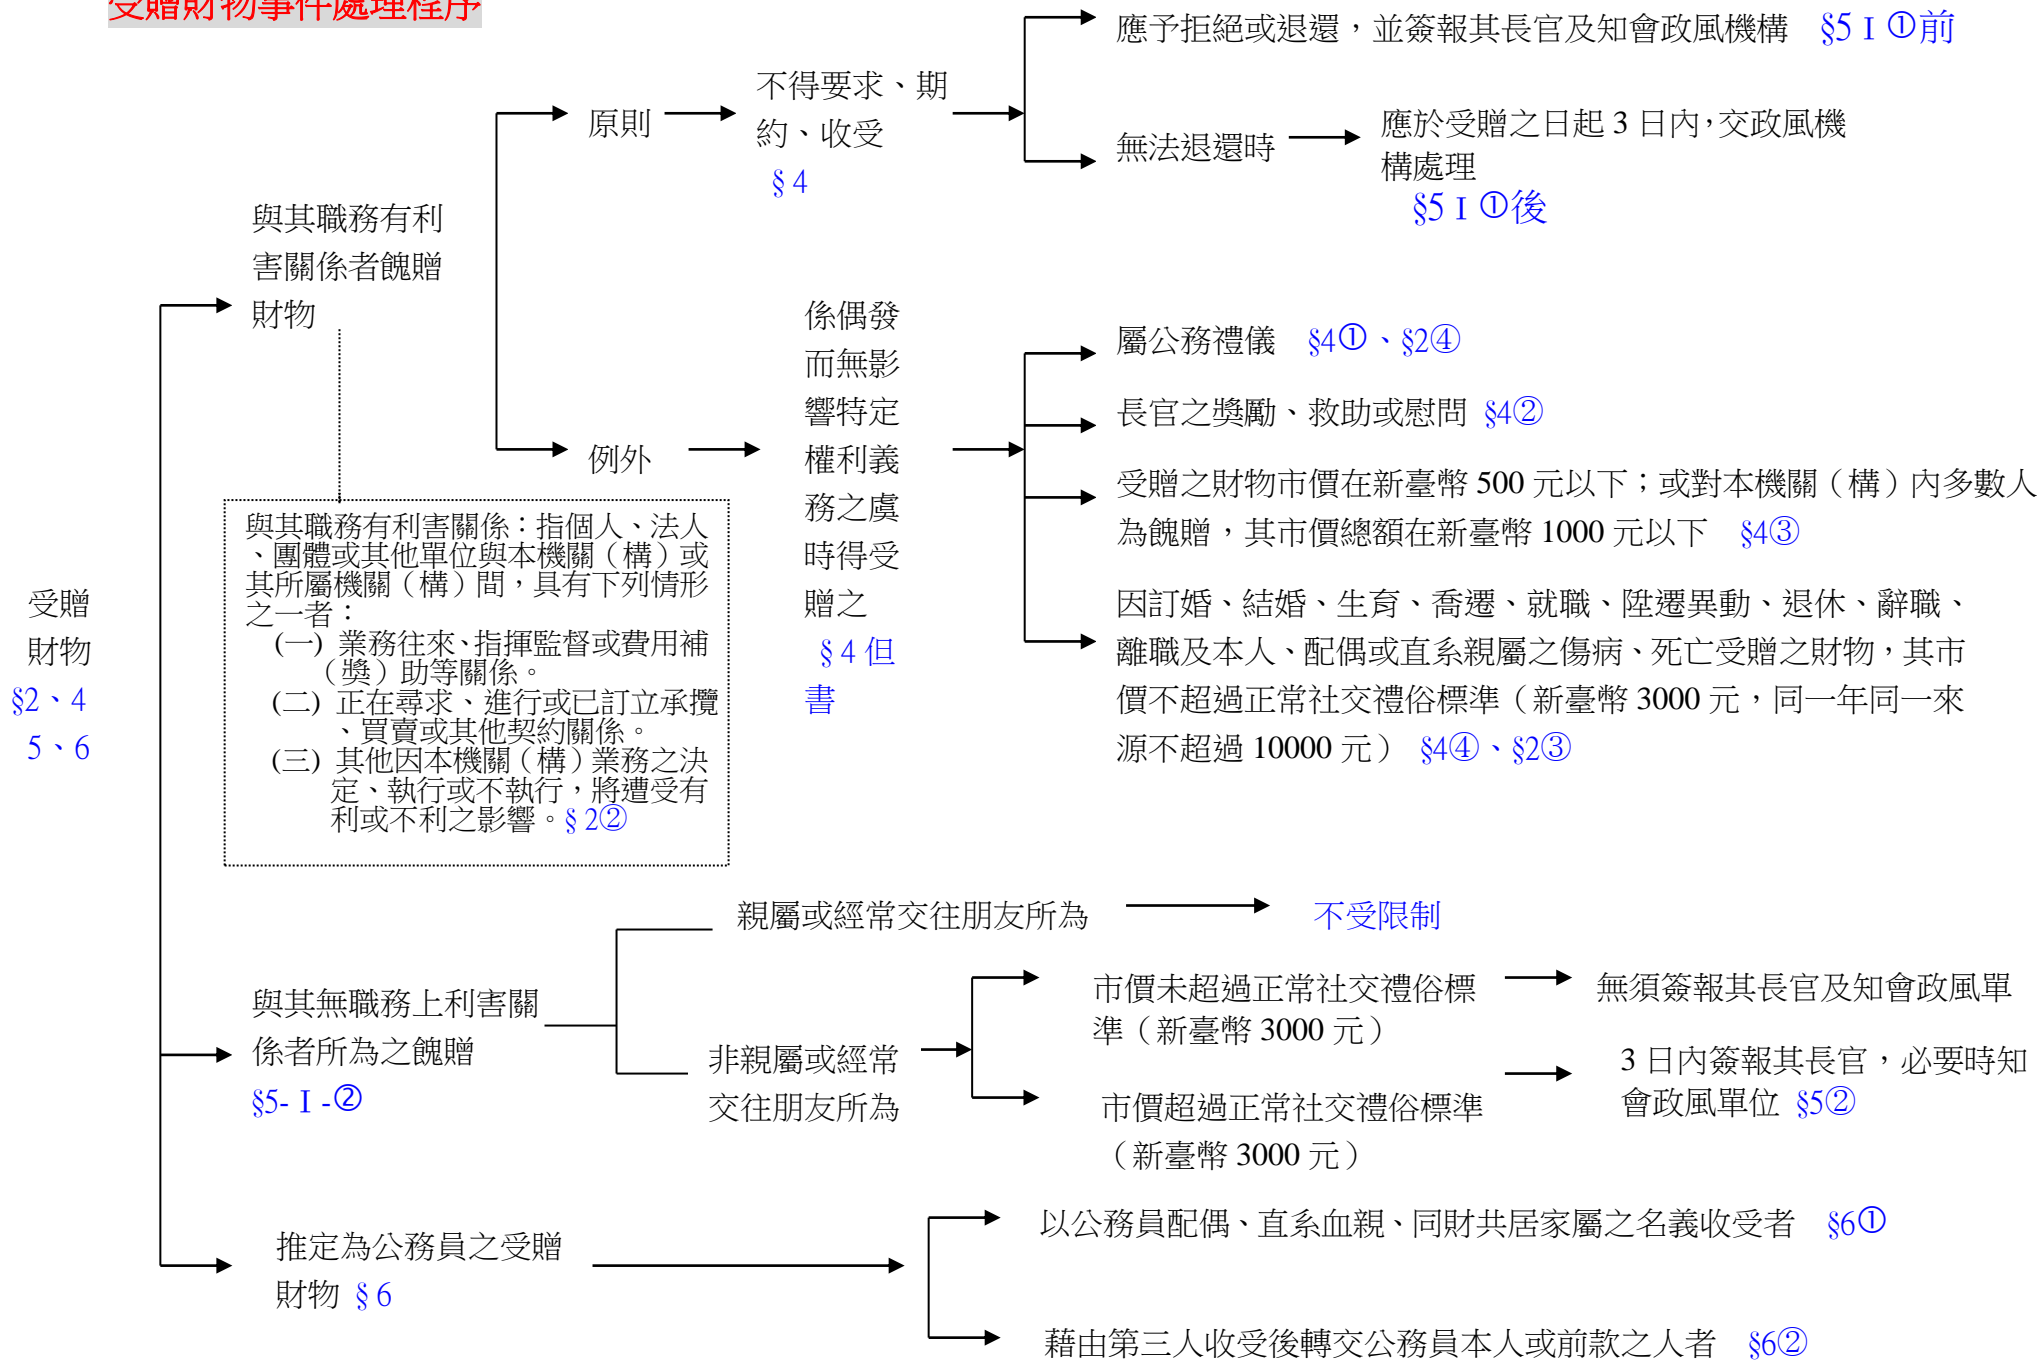 受贈財物事件處理程序
應予拒絕或退還，並簽報其長官及知會政風機構 §5 I ①前
原則
不得要求、期
約、收受
§ 4
無法退還時
應於受贈之日起 3 日內，交政風機
構處理
§5 I ①後
與其職務有利
害關係者餽贈
財物
例外
係偶發
而無影
響特定
權利義
務之虞
時得受
贈之
§ 4 但
書
屬公務禮儀 §4①、§2④
長官之獎勵、救助或慰問 §4②
受贈之財物市價在新臺幣 500 元以下；或對本機關（構）內多數人
為餽贈，其市價總額在新臺幣 1000 元以下 §4③
因訂婚、結婚、生育、喬遷、就職、陞遷異動、退休、辭職、
離職及本人、配偶或直系親屬之傷病、死亡受贈之財物，其市
價不超過正常社交禮俗標準（新臺幣 3000 元，同一年同一來
源不超過 10000 元） §4④、§2③
與其職務有利害關係：指個人、法人
、團體或其他單位與本機關（構）或
其所屬機關（構）間，具有下列情形
之一者：
(一) 業務往來、指揮監督或費用補
（獎）助等關係。
(二) 正在尋求、進行或已訂立承攬
、買賣或其他契約關係。
(三) 其他因本機關（構）業務之決
定、執行或不執行，將遭受有
利或不利之影響。§ 2②
受贈
財物
§2、4
5、6
與其無職務上利害關
係者所為之餽贈
§5- I -②
親屬或經常交往朋友所為
不受限制
非親屬或經常
交往朋友所為
市價未超過正常社交禮俗標
準（新臺幣 3000 元）
無須簽報其長官及知會政風單
市價超過正常社交禮俗標準
（新臺幣 3000 元）
3 日內簽報其長官，必要時知
會政風單位 §5②
推定為公務員之受贈
財物 § 6
以公務員配偶、直系血親、同財共居家屬之名義收受者 §6①
藉由第三人收受後轉交公務員本人或前款之人者 §6②